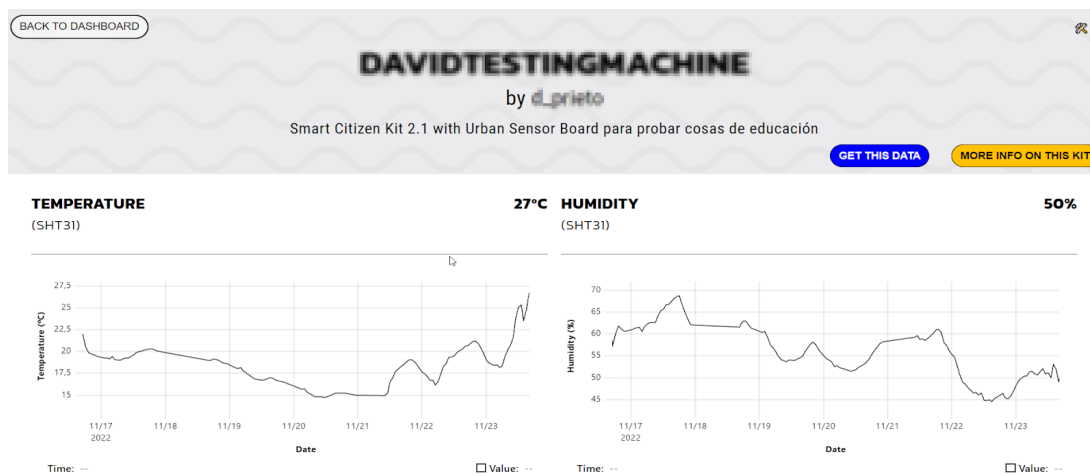 BACK TO DASHBOARD
DAVIDTESTINGMACHINE
by d_prieto
Smart Citizen Kit 2.1 with Urban Sensor Board para probar cosas de educación
GET THIS DATA
MORE INFO ON THIS KIT
TEMPERATURE 27°C
(SHT31)
27,5
25
22,5
20
17,5
15
Temperature (°C)
11/17 11/18 11/19 11/20 11/21 11/22 11/23
2022
Date
Time: -- Value: --
HUMIDITY 50%
(SHT31)
70
65
60
55
50
45
Humidity (%)
11/17 11/18 11/19 11/20 11/21 11/22 11/23
2022
Date
Time: -- Value: --